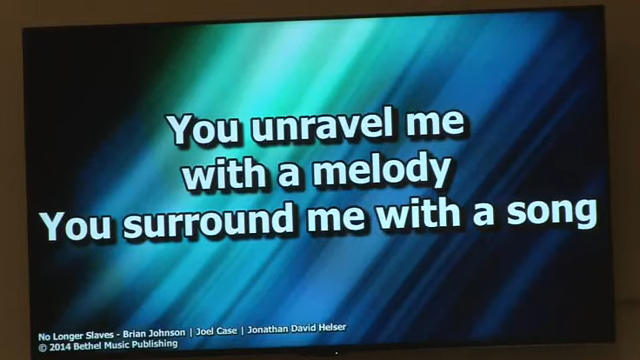 You unravel me
with a melody
You surround me with a song
No Longer Slaves - Brian Johnson | Joel Case | Jonathan David Helser
© 2014 Bethel Music Publishing